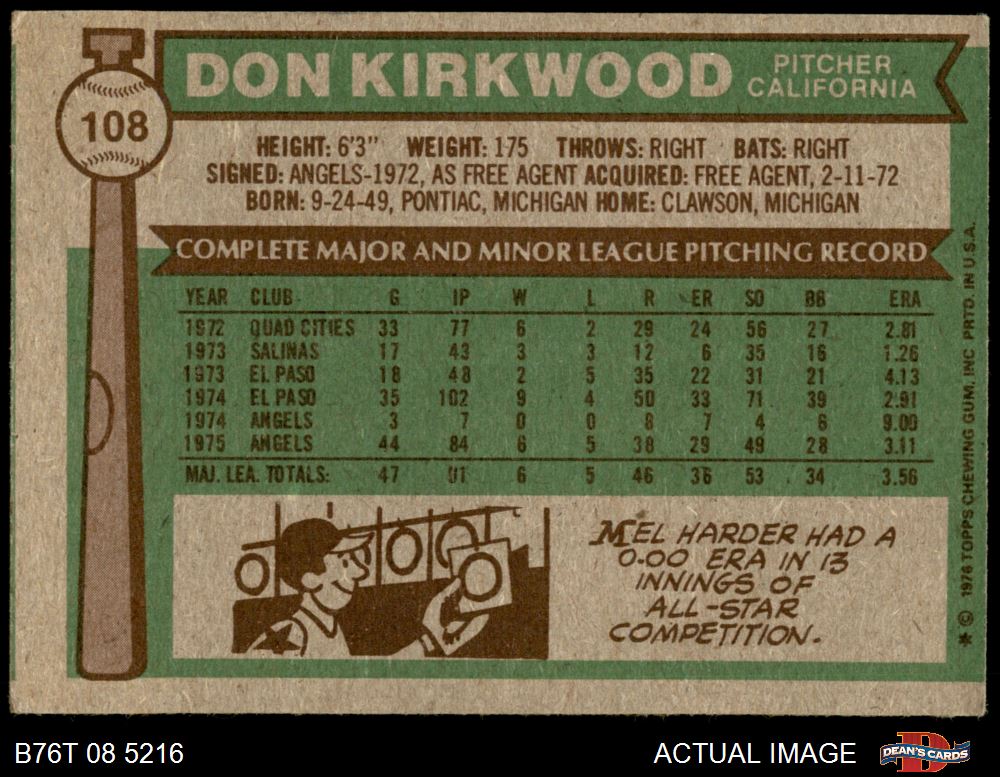 108
DON KIRKWOOD
PITCHER
CALIFORNIA
HEIGHT: 6'3" WEIGHT: 175 THROWS: RIGHT BATS: RIGHT
SIGNED: ANGELS-1972, AS FREE AGENT ACQUIRED: FREE AGENT, 2-11-72
BORN: 9-24-49, PONTIAC, MICHIGAN HOME: CLAWSON, MICHIGAN
COMPLETE MAJOR AND MINOR LEAGUE PITCHING RECORD
YEAR CLUB G IP W L R ER SO BB ERA
1972 QUAD CITIES 33 77 6 2 29 24 56 27 2.81
1973 SALINAS 17 43 3 3 12 6 35 16 1.26
1973 EL PASO 18 48 2 5 35 22 31 21 4.13
1974 EL PASO 35 102 9 4 50 33 71 39 2.91
1974 ANGELS 3 7 0 0 8 7 4 6 9.00
1975 ANGELS 44 84 6 5 38 29 49 28 3.11
MAJ. LEA. TOTALS: 47 91 6 5 46 36 53 34 3.56
MEL HARDER HAD A
0.00 ERA IN 13
INNINGS OF
ALL-STAR
COMPETITION.
* © 1976 TOPPS CHEWING GUM, INC PRTD. IN U.S.A.
B76T 08 5216
ACTUAL IMAGE
DEAN'S CARDS